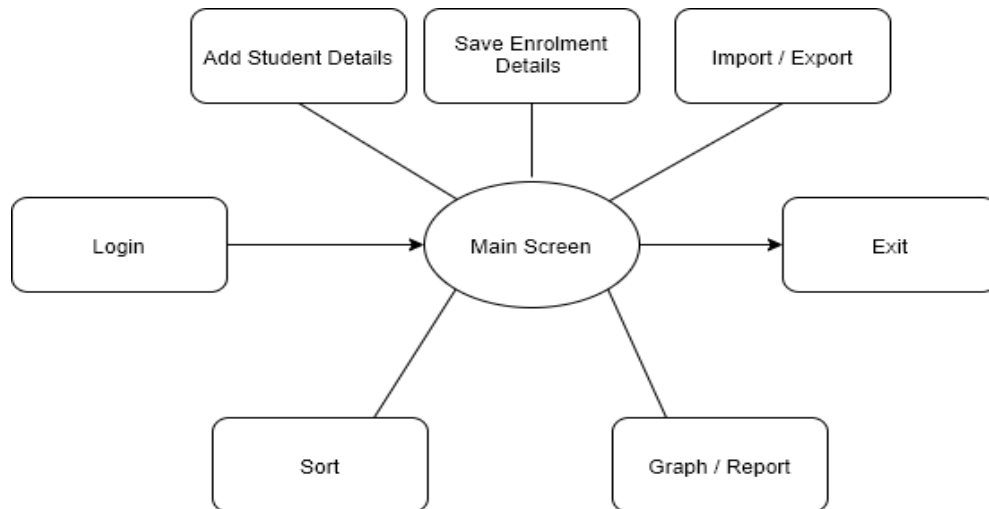 Add Student Details
Save Enrolment
Details
Import / Export
Login
Main Screen
Exit
Sort
Graph / Report